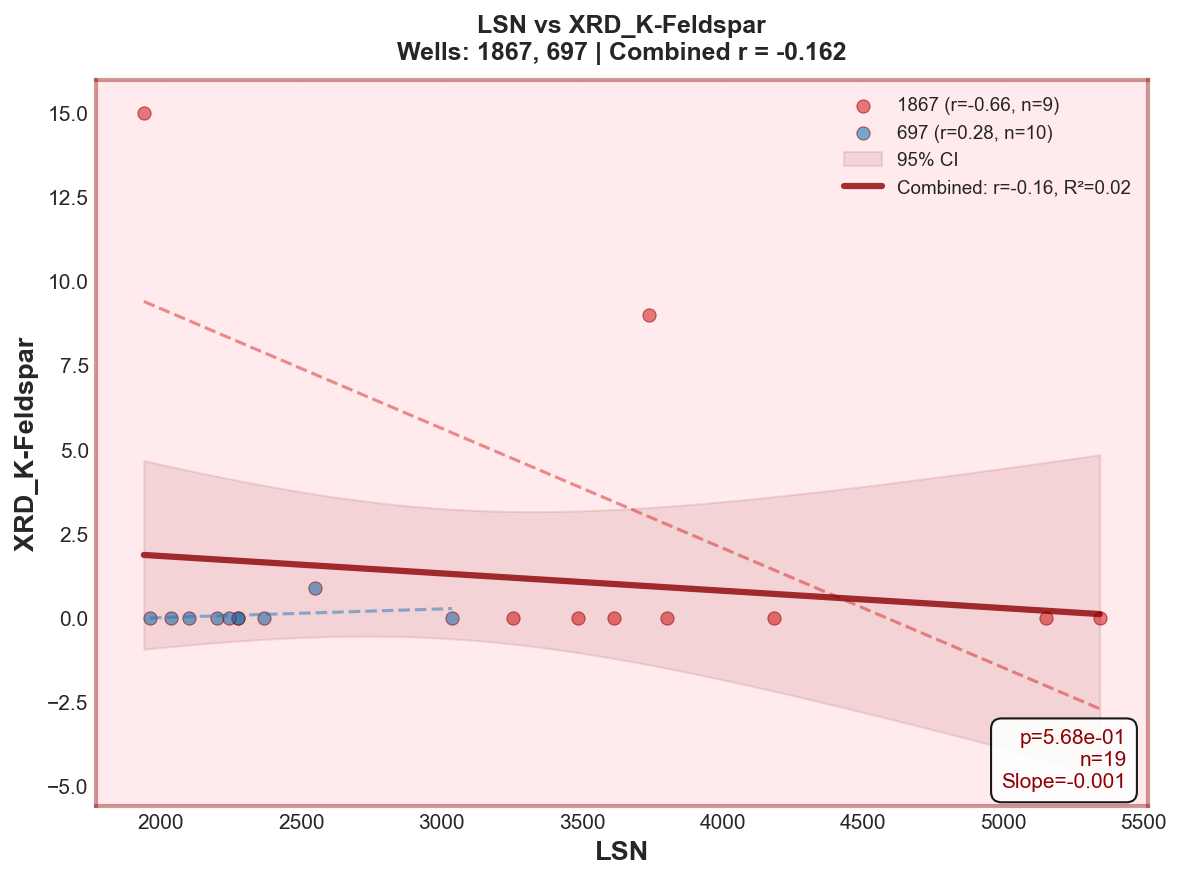 LSN vs XRD_K-Feldspar
Wells: 1867, 697 | Combined r = -0.162
1867 (r=-0.66, n=9)
697 (r=0.28, n=10)
95% CI
Combined: r=-0.16, R²=0.02
XRD_K-Feldspar
15.0
12.5
10.0
7.5
5.0
2.5
0.0
−2.5
−5.0
p=5.68e-01
n=19
Slope=-0.001
2000
2500
3000
3500
4000
4500
5000
5500
LSN